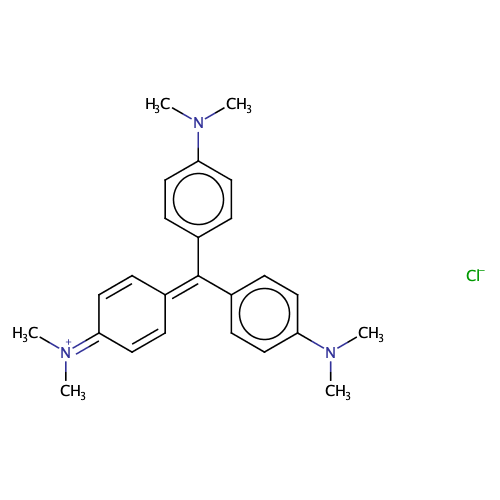 H₃C CH₃
N
Cl⁻
H₃C CH₃
N⁺ N
CH₃ CH₃